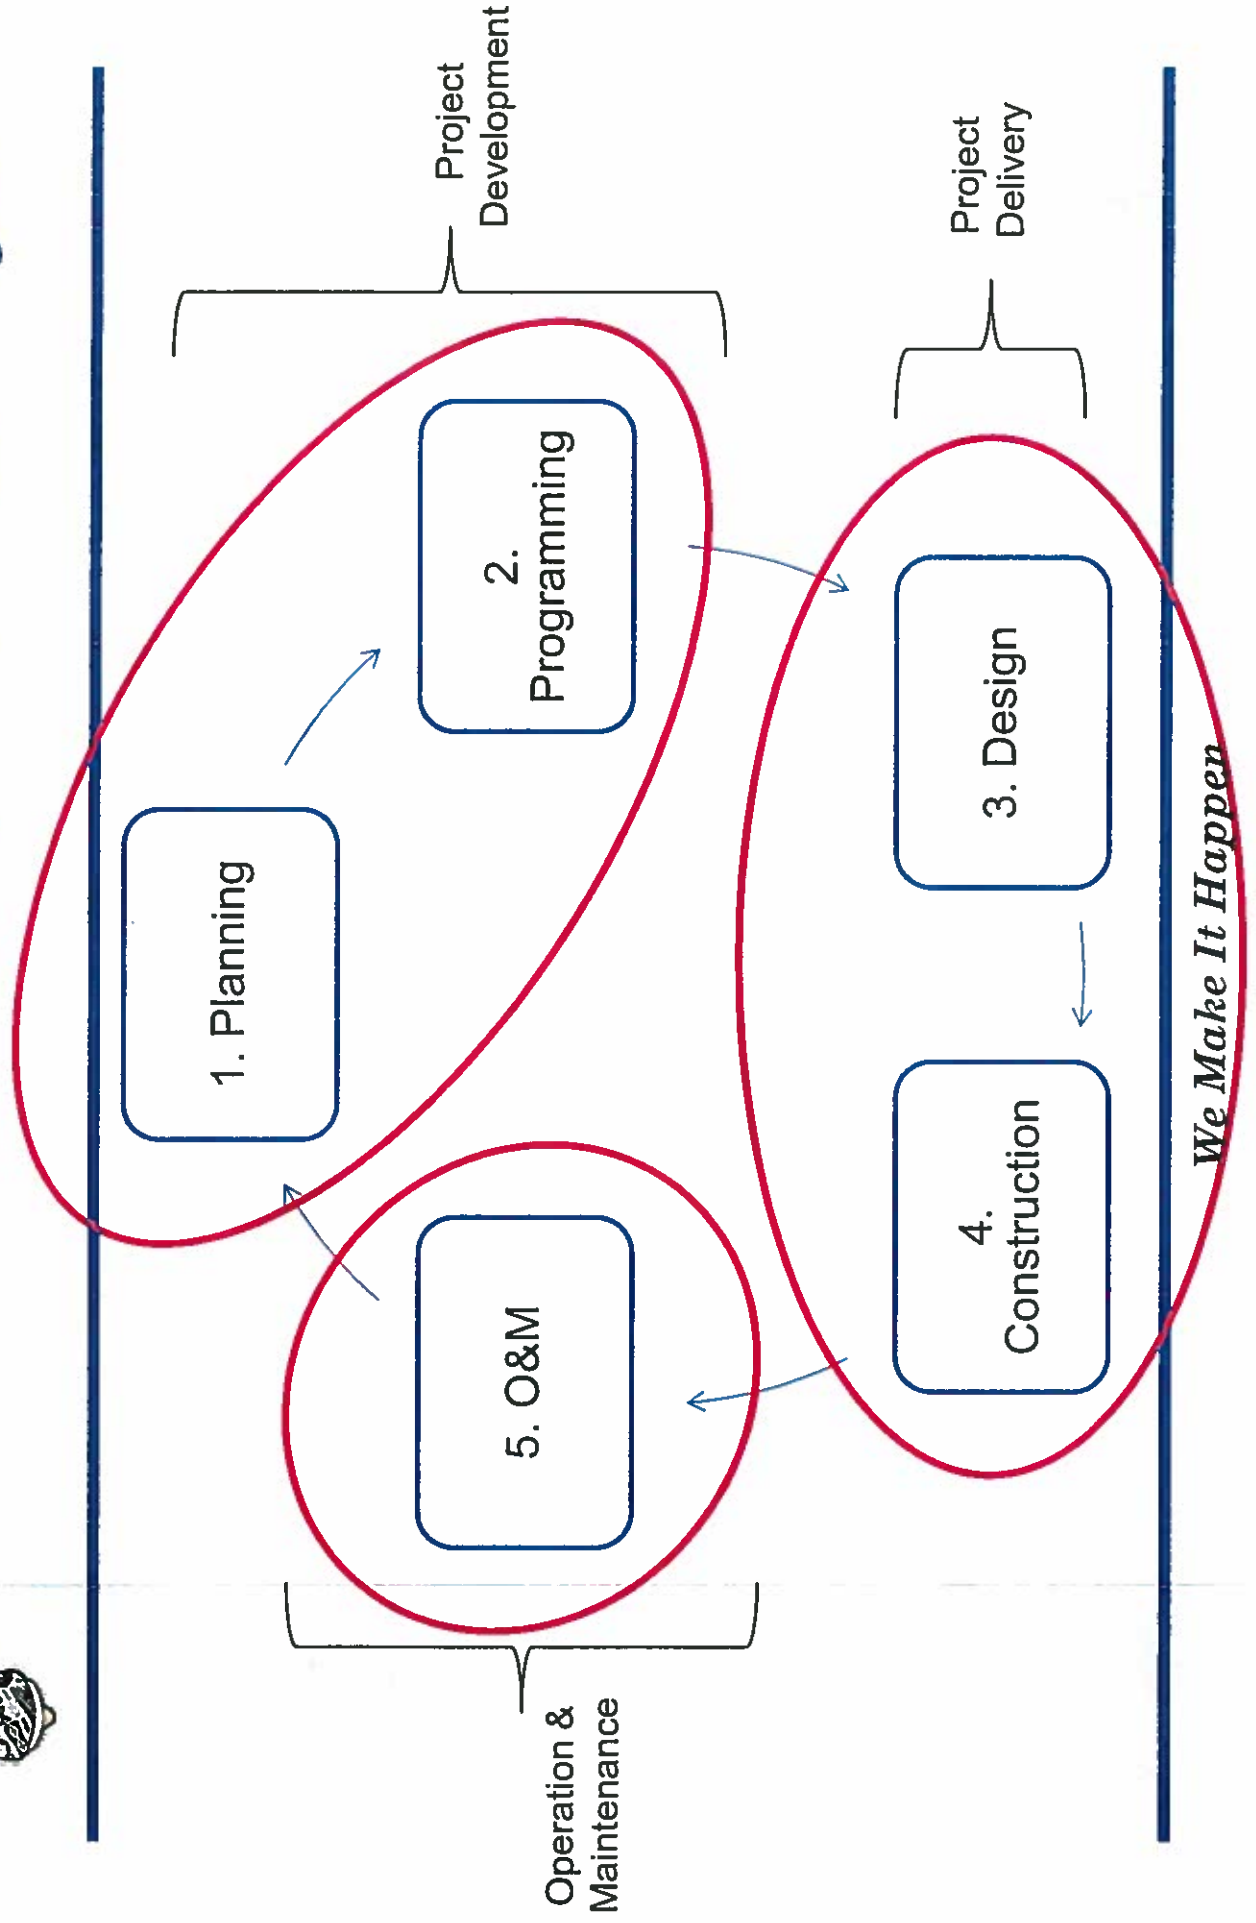 1. Planning
Project
Development
2.
Programming
5. O&M
Operation &
Maintenance
3. Design
Project
Delivery
4.
Construction
We Make It Happen